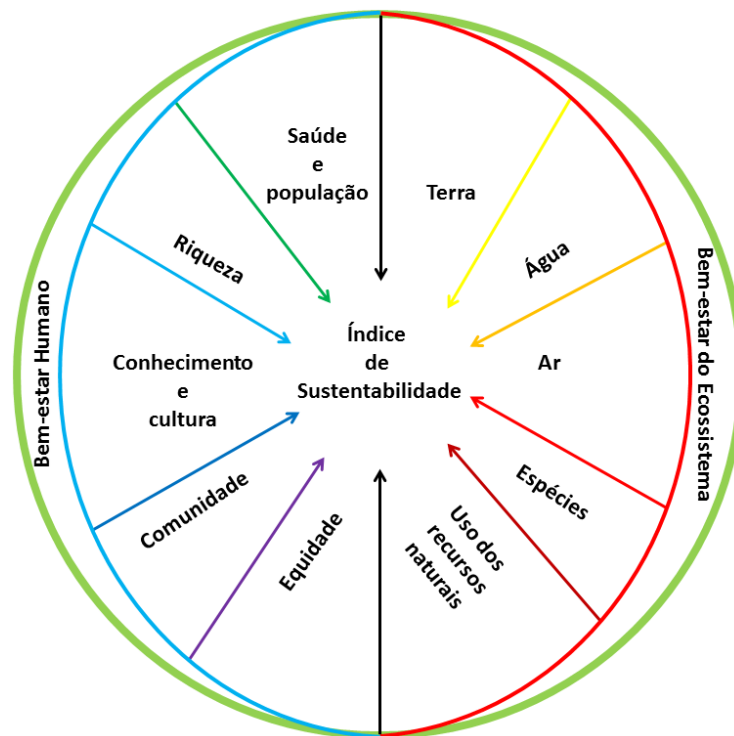 Saúde
e
população
Terra
Riqueza
Água
Bem-estar Humano
Bem-estar do Ecossistema
Índice
de
Sustentabilidade
Conhecimento
e
cultura
Ar
Comunidade
Espécies
Equidade
Uso dos
recursos
naturais